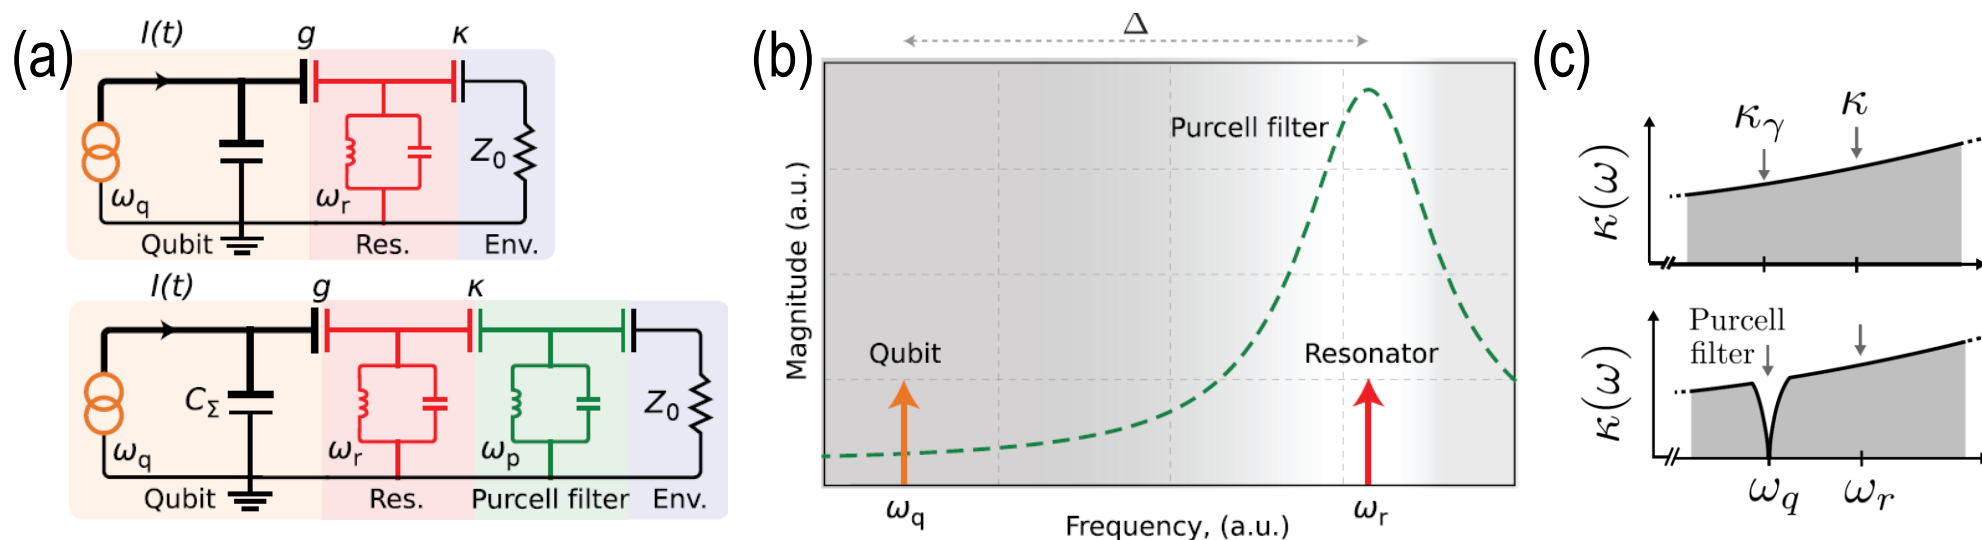 (a)
I(t) g κ
ω_q ω_r Z_0
Qubit Res. Env.
I(t) g κ
C_Σ Z_0
ω_q ω_r ω_p
Qubit Res. Purcell filter Env.
(b)
Δ
Purcell filter
Magnitude (a.u.)
Qubit Resonator
ω_q ω_r
Frequency, (a.u.)
(c)
κ_γ κ
κ(ω)
Purcell
filter
κ(ω)
ω_q ω_r